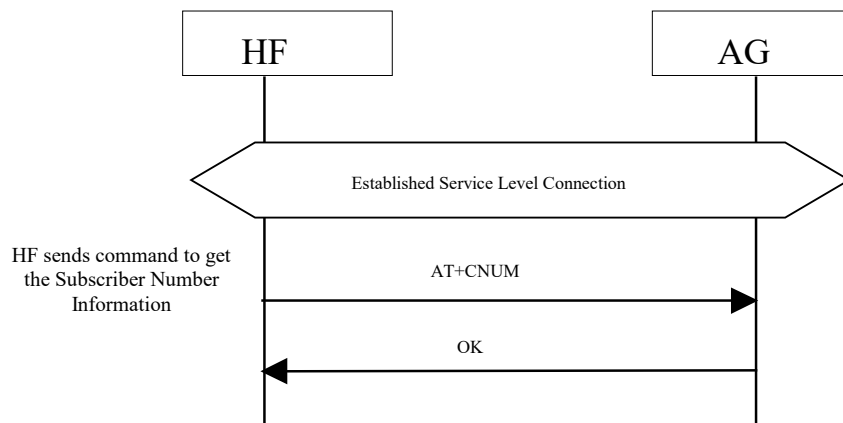 HF
AG
Established Service Level Connection
HF sends command to get
the Subscriber Number
Information
AT+CNUM
OK